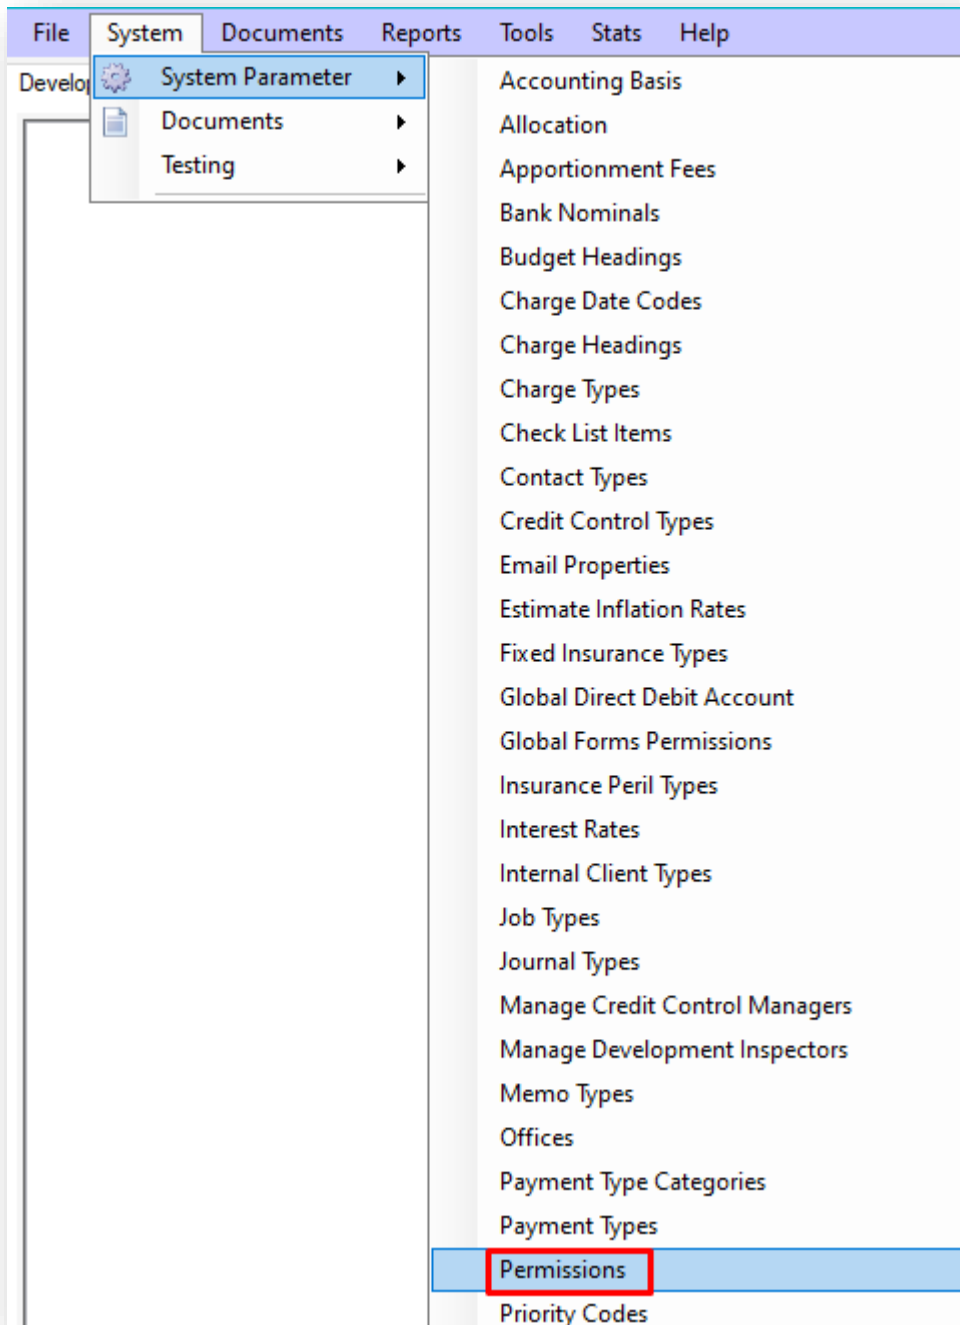 File System Documents Reports Tools Stats Help
Develo
System Parameter
Documents
Testing
Accounting Basis
Allocation
Apportionment Fees
Bank Nominals
Budget Headings
Charge Date Codes
Charge Headings
Charge Types
Check List Items
Contact Types
Credit Control Types
Email Properties
Estimate Inflation Rates
Fixed Insurance Types
Global Direct Debit Account
Global Forms Permissions
Insurance Peril Types
Interest Rates
Internal Client Types
Job Types
Journal Types
Manage Credit Control Managers
Manage Development Inspectors
Memo Types
Offices
Payment Type Categories
Payment Types
Permissions
Priority Codes